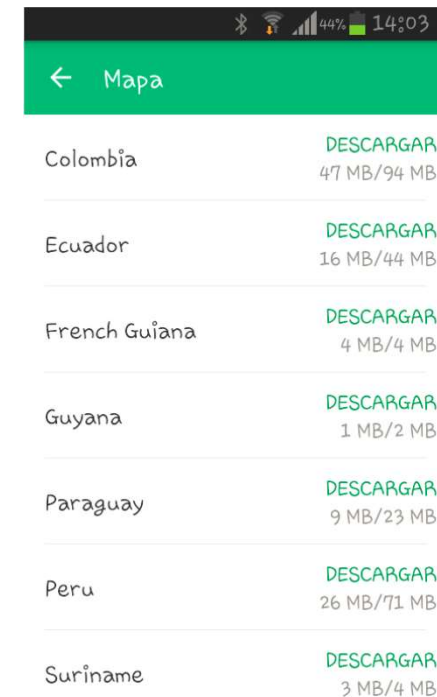 44% 14:03
Mapa
Colombia
DESCARGAR
47 MB/94 MB
Ecuador
DESCARGAR
16 MB/44 MB
French Guiana
DESCARGAR
4 MB/4 MB
Guyana
DESCARGAR
1 MB/2 MB
Paraguay
DESCARGAR
9 MB/23 MB
Peru
DESCARGAR
26 MB/71 MB
Suriname
DESCARGAR
3 MB/4 MB